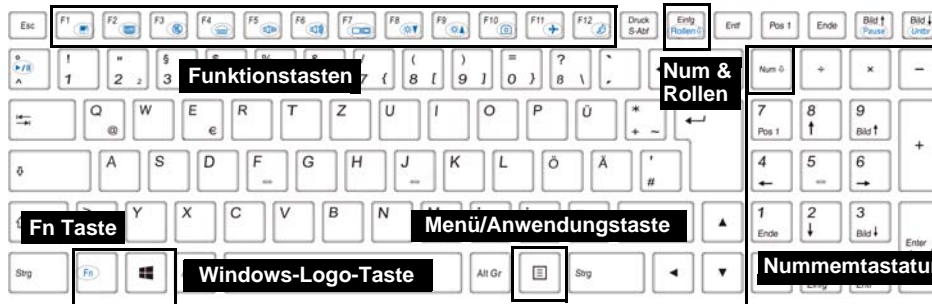 Esc F1 F2 F3 F4 F5 F6 F7 F8 F9 F10 F11 F12 Druck S-Abf Einfg Rollen Entf Pos 1 Ende Bild ↑ Pause Bild ↓ Untbr
° ^ ! 1 " 2 2 § 3 Funktionstasten 7 { ( 8 [ ) 9 ] = 0 } ? ß \ ` ´ Num & Rollen Num ÷ × –
Q @ W E € R T Z U I O P Ü * + ~ 7 Pos 1 8 ↑ 9 Bild ↑ +
A S D F G H J K L Ö Ä ' # 4 ← 5 6 →
Fn Taste Y X C V B N Menü/Anwendungstaste ▲ 1 Ende 2 ↓ 3 Bild ↓ Enter
Strg Fn Windows-Logo-Taste Alt Gr Strg ◄ ▼ Nummerntastatur